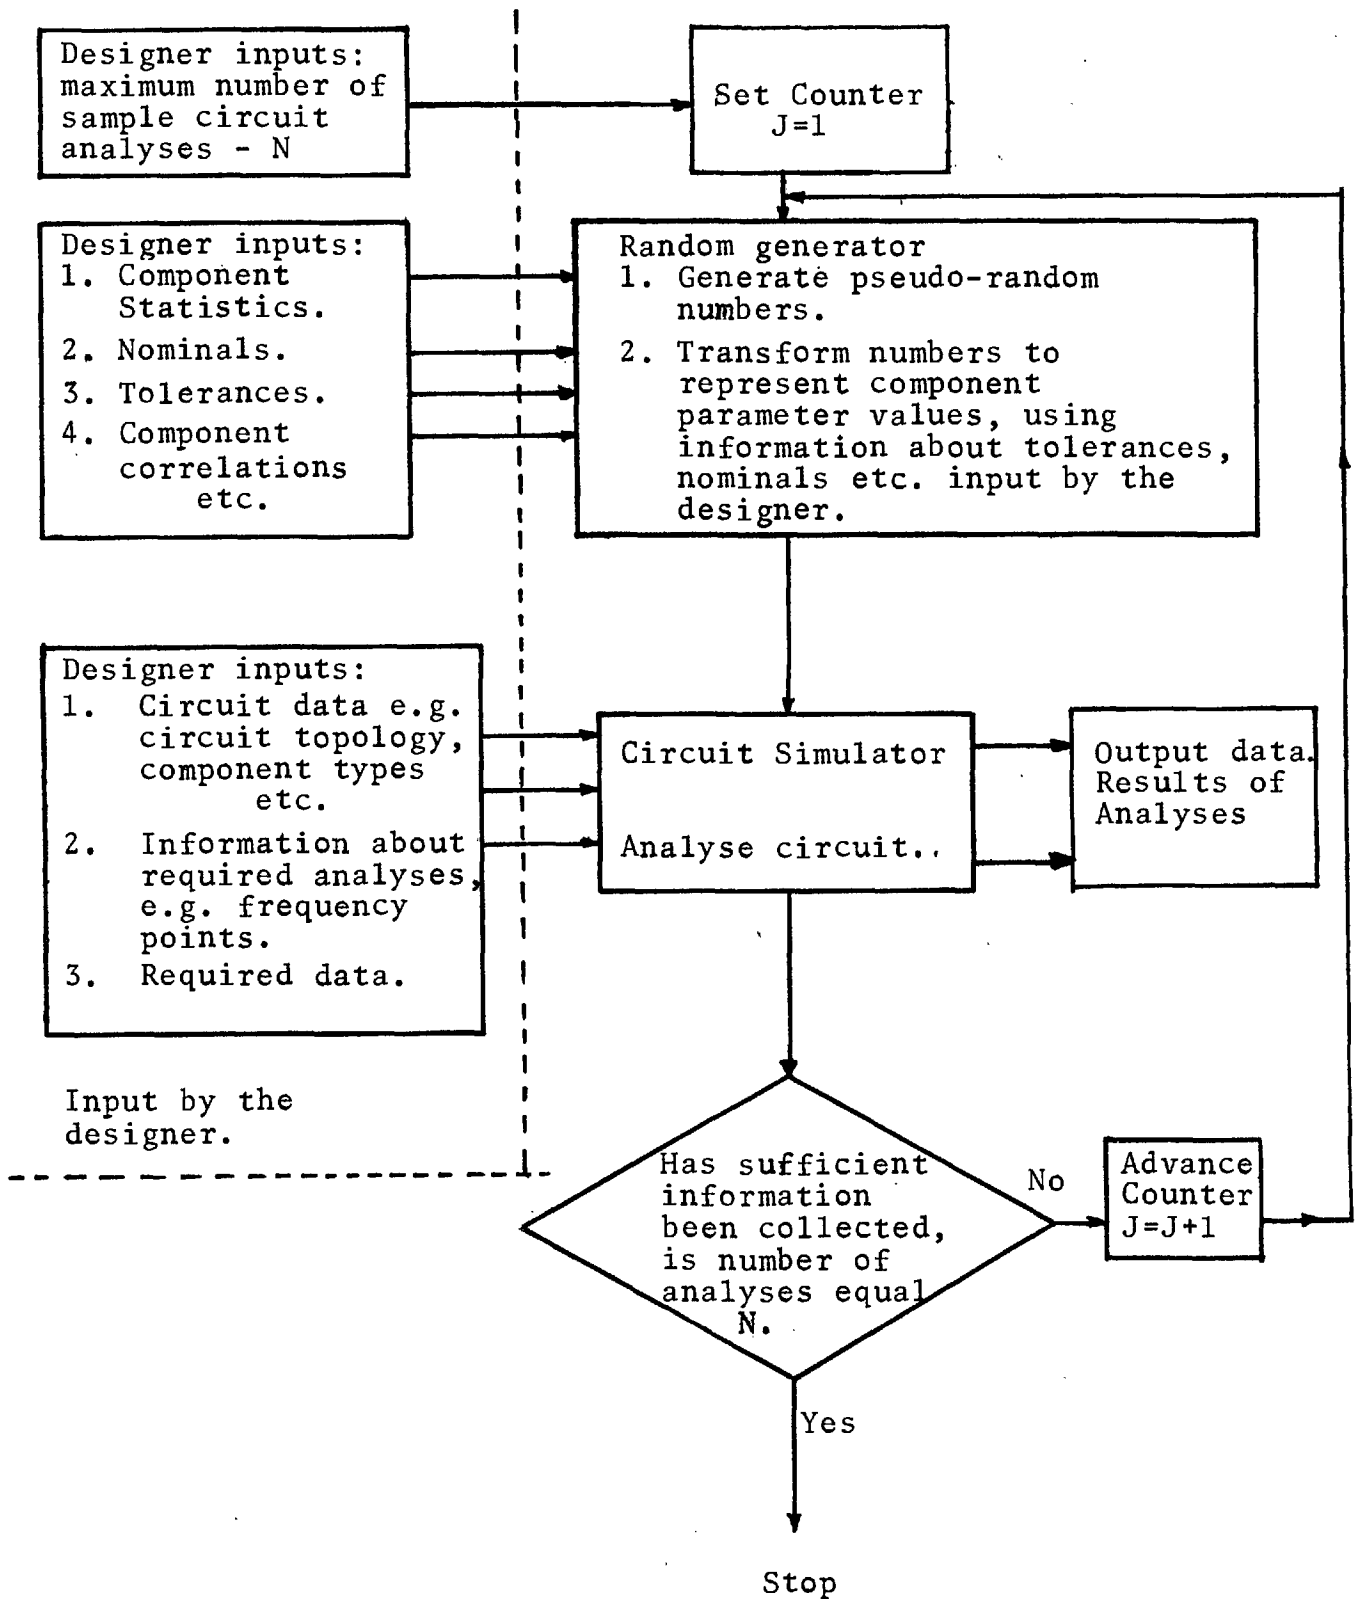 Designer inputs:
maximum number of
sample circuit
analyses - N
Set Counter
J=1
Designer inputs:
1. Component
Statistics.
2. Nominals.
3. Tolerances.
4. Component
correlations
etc.
Random generator
1. Generate pseudo-random
numbers.
2. Transform numbers to
represent component
parameter values, using
information about tolerances,
nominals etc. input by the
designer.
Designer inputs:
1. Circuit data e.g.
circuit topology,
component types
etc.
2. Information about
required analyses,
e.g. frequency
points.
3. Required data.
Circuit Simulator
Analyse circuit..
Output data.
Results of
Analyses
Input by the
designer.
Has sufficient
information
been collected,
is number of
analyses equal
N.
No
Advance
Counter
J=J+1
Yes
Stop